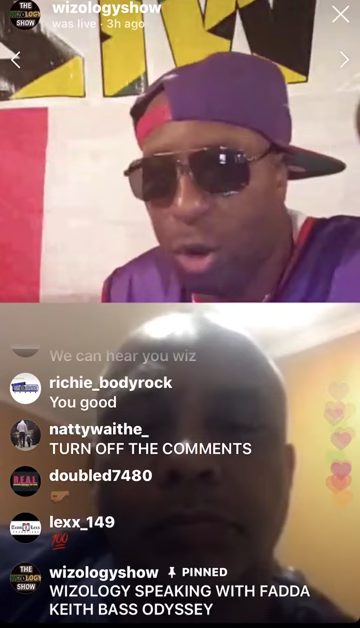 THE
WIZOLOGY
SHOW
wizologyshow
was live · 3h ago
We can hear you wiz
richie_bodyrock
You good
nattywaithe_
TURN OFF THE COMMENTS
doubled7480
R.E.A.L.
🤛🏾
lexx_149
💯
THE
SHOW
wizologyshow PINNED
WIZOLOGY SPEAKING WITH FADDA
KEITH BASS ODYSSEY